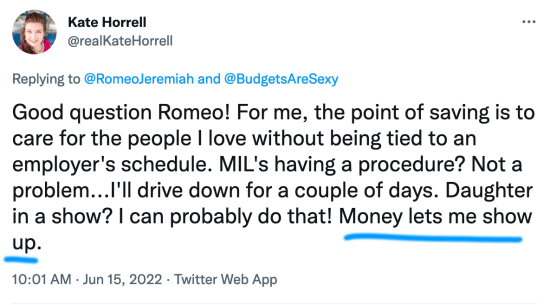 Kate Horrell
@realKateHorrell
Replying to @RomeoJeremiah and @BudgetsAreSexy
Good question Romeo! For me, the point of saving is to
care for the people I love without being tied to an
employer's schedule. MIL's having a procedure? Not a
problem...I'll drive down for a couple of days. Daughter
in a show? I can probably do that! Money lets me show
up.
10:01 AM · Jun 15, 2022 · Twitter Web App